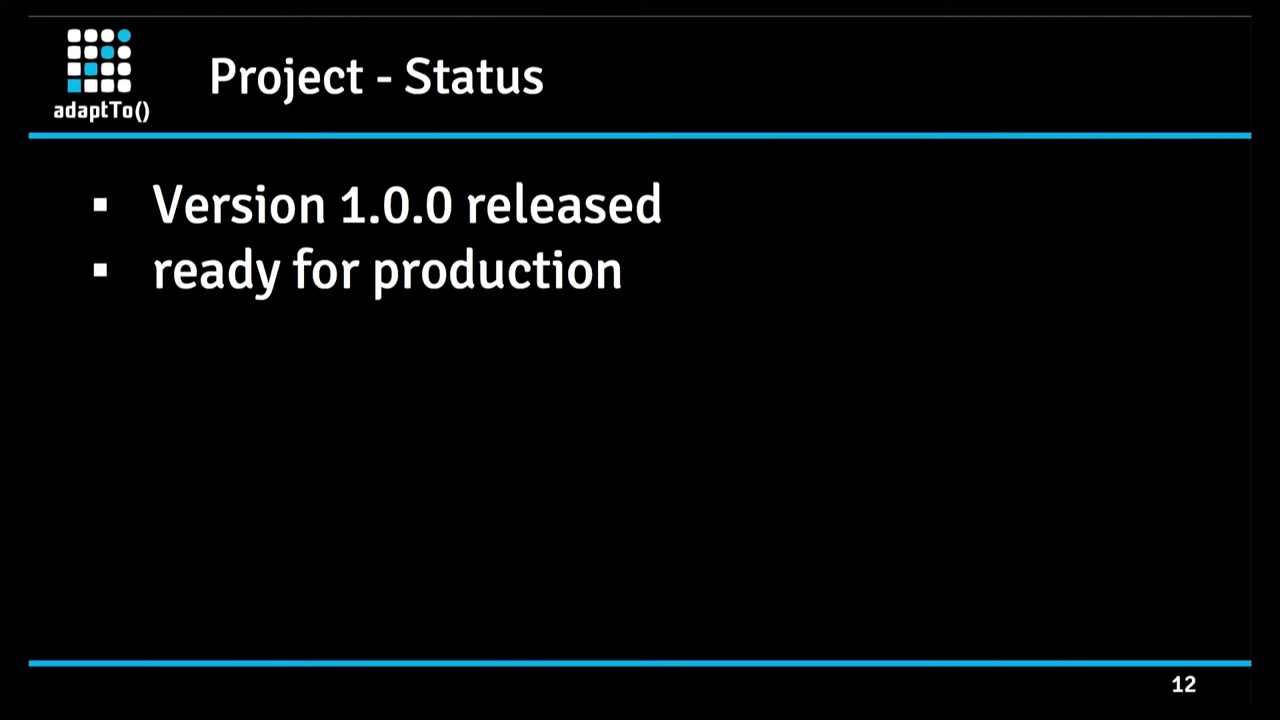 adaptTo()
Project - Status
▪ Version 1.0.0 released
▪ ready for production
12